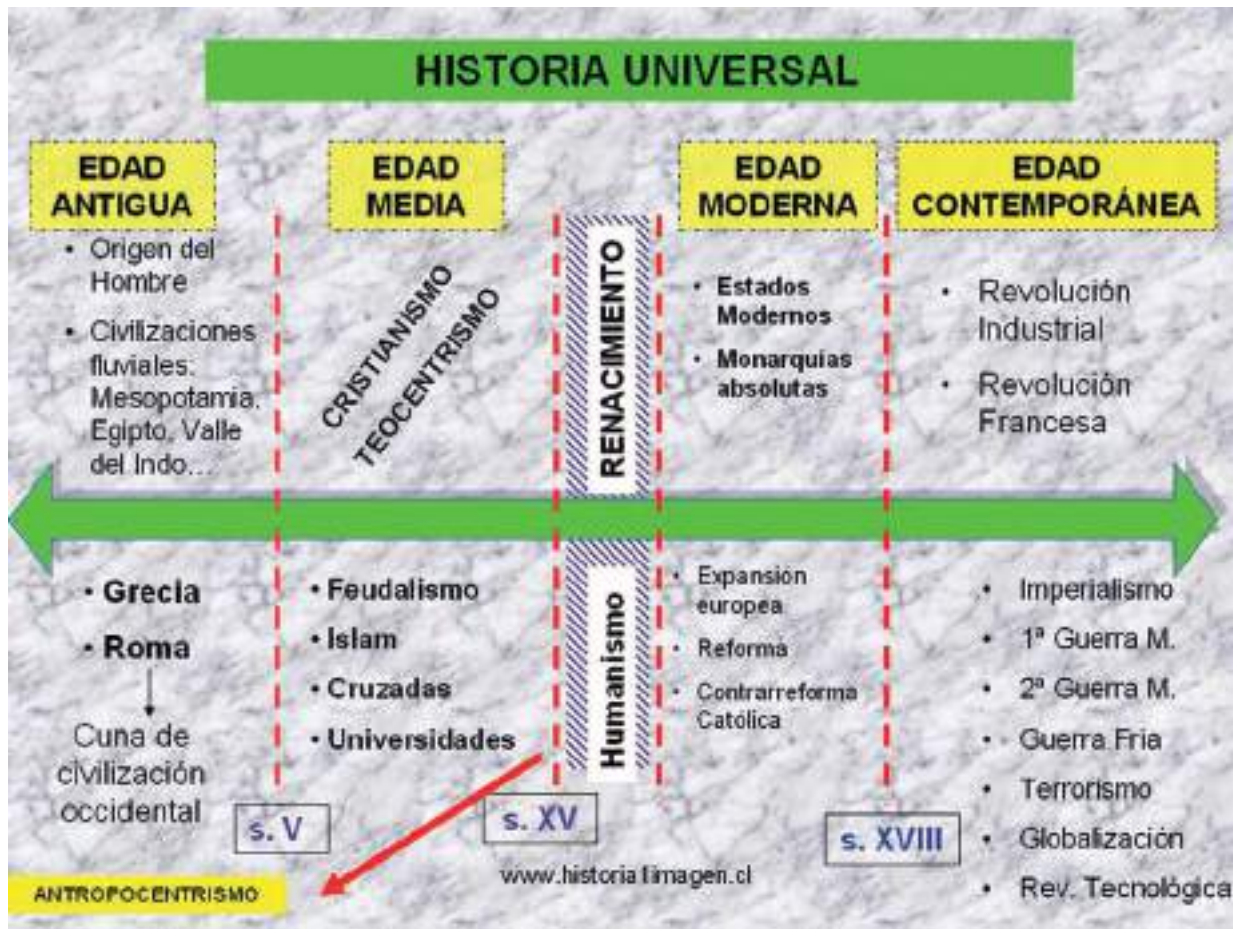 HISTORIA UNIVERSAL
EDAD
ANTIGUA
• Origen del
Hombre
• Civilizaciones
fluviales:
Mesopotamia,
Egipto, Valle
del Indo...
• Grecia
• Roma
Cuna de
civilización
occidental
s. V
EDAD
MEDIA
CRISTIANISMO
TEOCENTRISMO
• Feudalismo
• Islam
• Cruzadas
• Universidades
s. XV
ANTROPOCENTRISMO
RENACIMIENTO
Humanismo
EDAD
MODERNA
• Estados
Modernos
• Monarquías
absolutas
• Expansión
europea
• Reforma
• Contrarreforma
Católica
s. XVIII
EDAD
CONTEMPORÁNEA
• Revolución
Industrial
• Revolución
Francesa
• Imperialismo
• 1ª Guerra M.
• 2ª Guerra M.
• Guerra Fria
• Terrorismo
• Globalización
• Rev. Tecnológica
www.historia1imagen.cl